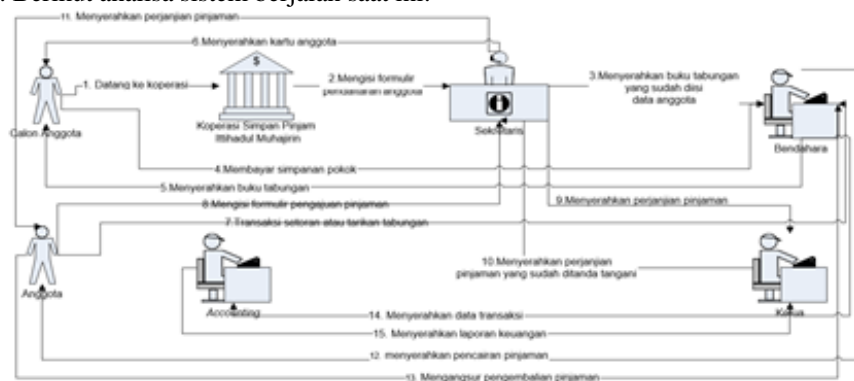 . Berikut analisa sistem berjalan saat ini:
11. Menyerahkan perjanjian pinjaman
6.Menyerahkan kartu anggota
1. Datang ke koperasi
2.Mengisi formulir
pendaftaran anggota
3.Menyerahkan buku tabungan
yang sudah diisi
data anggota
Calon Anggota
Koperasi Simpan Pinjam
Ittihadul Muhajirin
Sekretaris
Bendahara
4.Membayar simpanan pokok
5.Menyerahkan buku tabungan
8.Mengisi formulir pengajuan pinjaman
9.Menyerahkan perjanjian pinjaman
7.Transaksi setoran atau tarikan tabungan
10.Menyerahkan perjanjian
pinjaman yang sudah ditanda tangani
Anggota
Accounting
Ketua
14. Menyerahkan data transaksi
15. Menyerahkan laporan keuangan
12. menyerahkan pencairan pinjaman
13. Mengangsur pengembalian pinjaman